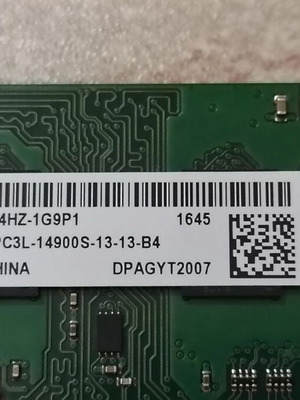 4HZ-1G9P1 1645
PC3L-14900S-13-13-B4
HINA DPAGYT2007